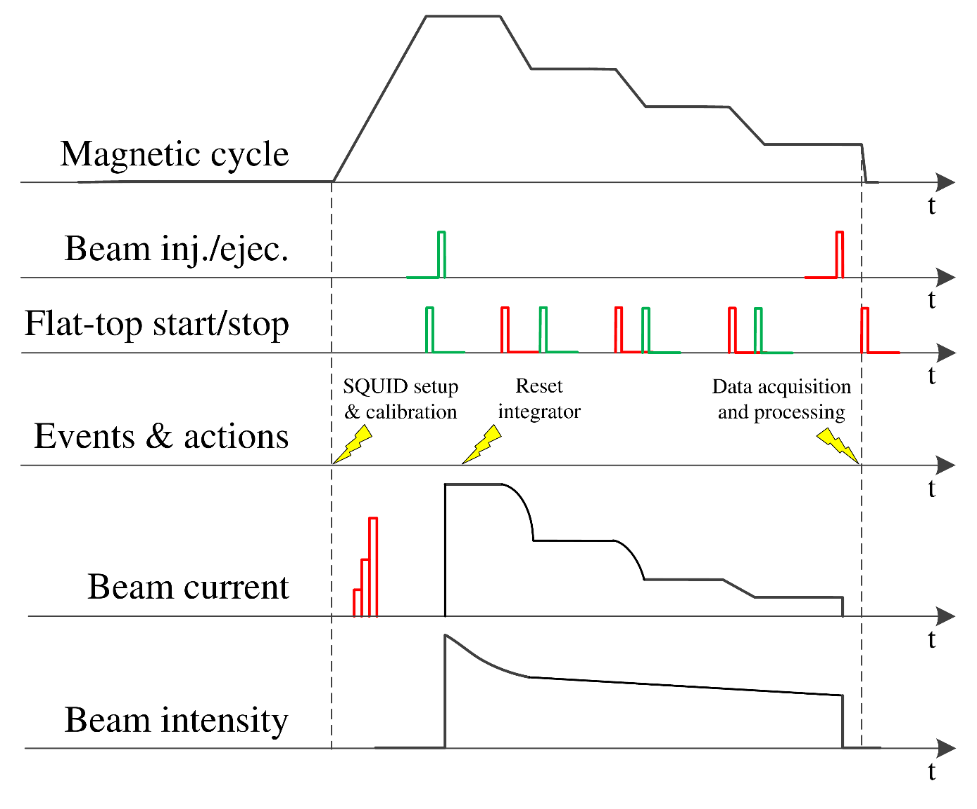 Magnetic cycle
t
Beam inj./ejec.
t
Flat-top start/stop
t
SQUID setup
& calibration
Reset
integrator
Data acquisition
and processing
Events & actions
t
Beam current
t
Beam intensity
t